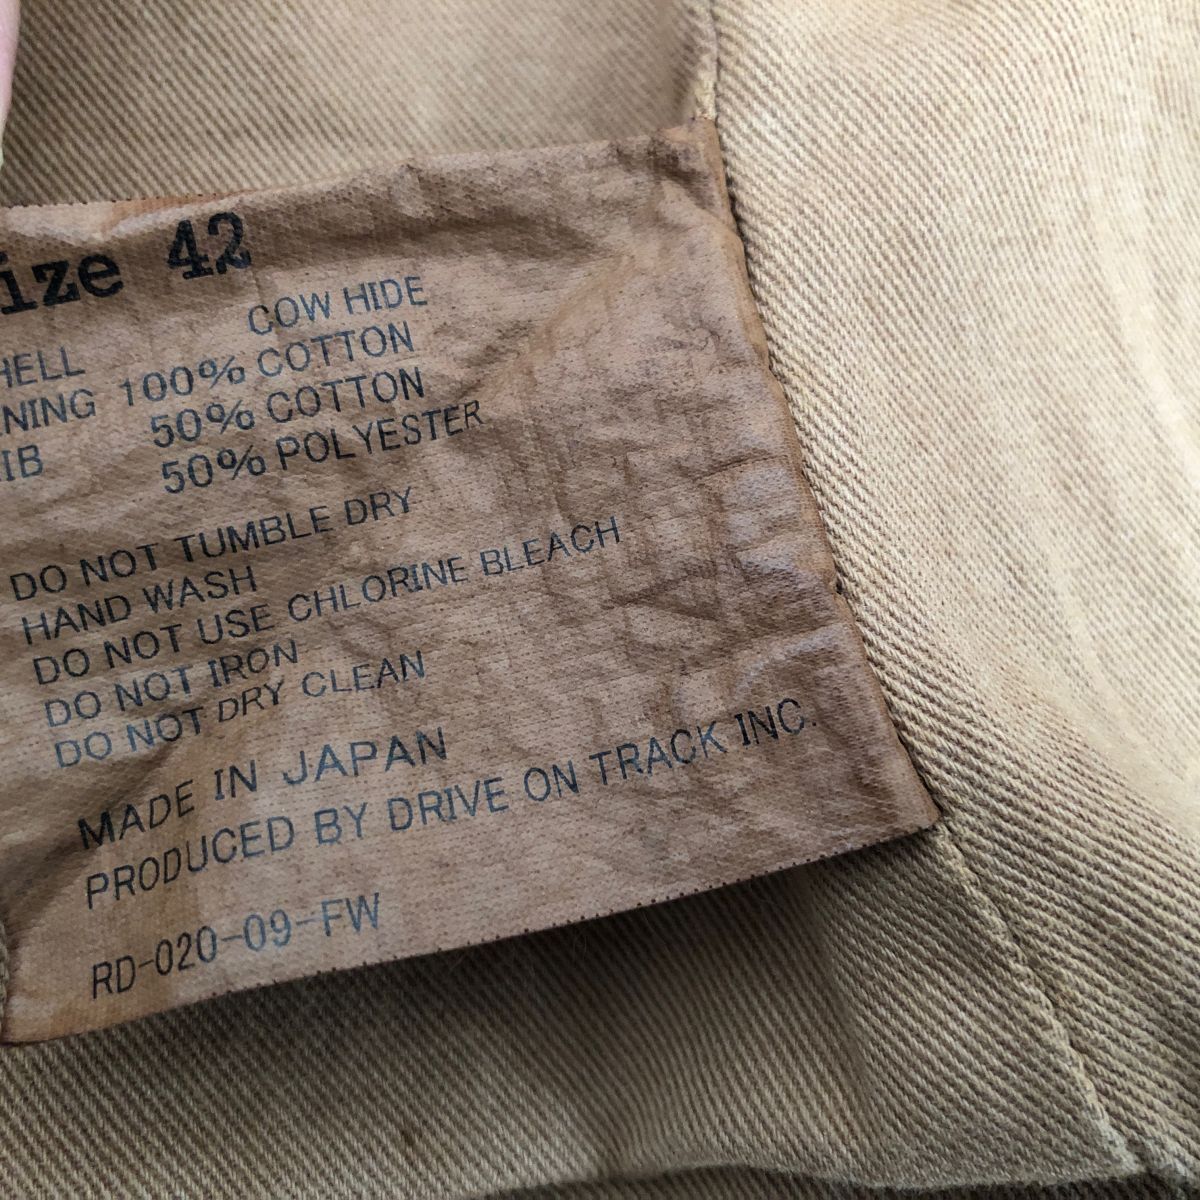 ize 42
HELL COW HIDE
NING 100% COTTON
IB 50% COTTON
50% POLYESTER
DO NOT TUMBLE DRY
HAND WASH
DO NOT USE CHLORINE BLEACH
DO NOT IRON
DO NOT DRY CLEAN
MADE IN JAPAN
PRODUCED BY DRIVE ON TRACK INC.
RD-020-09-FW